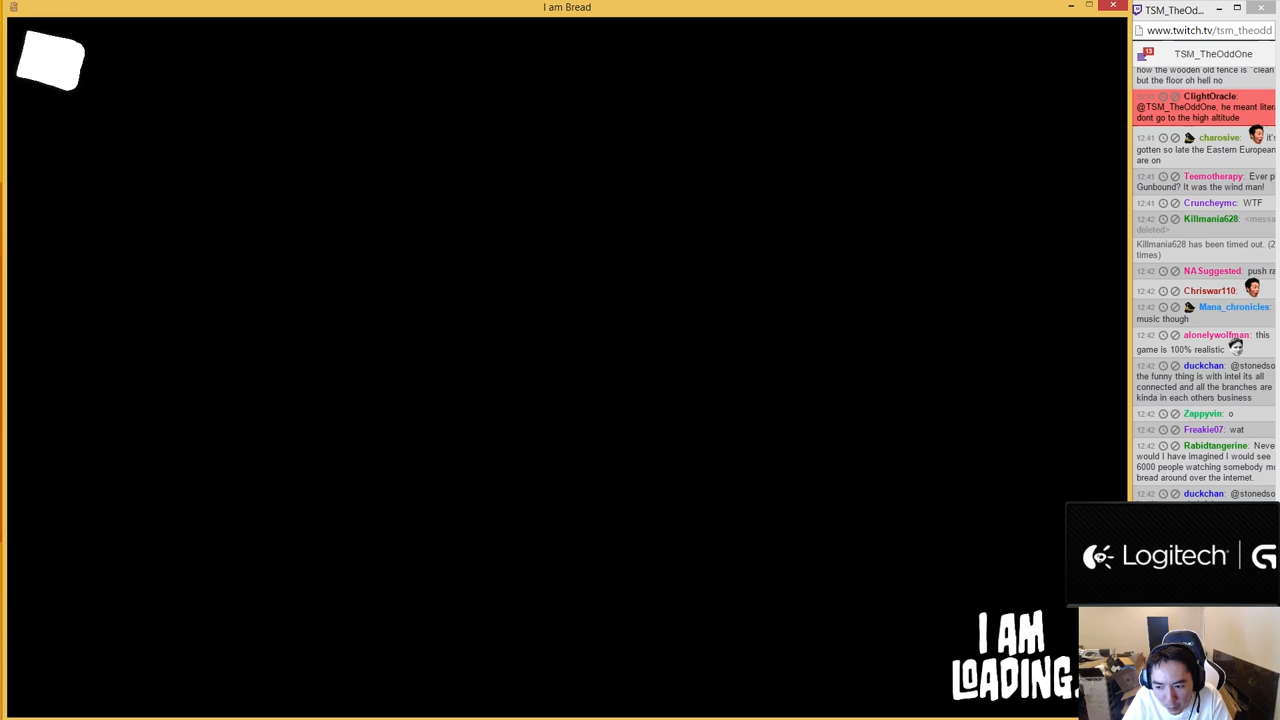 I am Bread
TSM_TheOd...
www.twitch.tv/tsm_theodd
13
TSM_TheOddOne
how the wooden old fence is "clean
but the floor oh hell no
ClightOracle:
@TSM_TheOddOne, he meant liter
dont go to the high altitude
12:41 charosive: it's
gotten so late the Eastern European
are on
12:41 Teemotherapy: Ever p
Gunbound? It was the wind man!
12:41 Cruncheymc: WTF
12:42 Killmania628: <messa
deleted>
Killmania628 has been timed out. (2
times)
12:42 NASuggested: push ra
12:42 Chriswar110:
12:42 Mana_chronicles:
music though
12:42 alonelywolfman: this
game is 100% realistic
12:42 duckchan: @stonedso
the funny thing is with intel its all
connected and all the branches are
kinda in each others business
12:42 Zappyvin: o
12:42 Freakie07: wat
12:42 Rabidtangerine: Neve
would I have imagined I would see
6000 people watching somebody mo
bread around over the internet.
12:42 duckchan: @stonedso
Logitech G
I AM
LOADING.